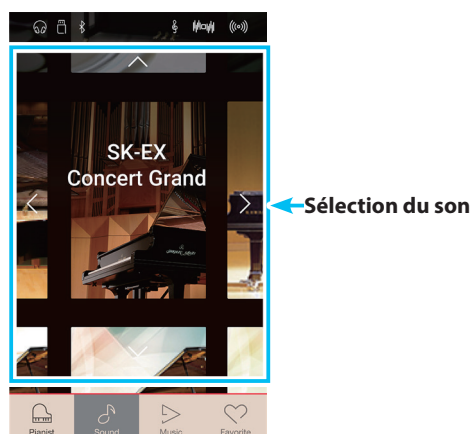 SK-EX
Concert Grand
Sélection du son
Pianist
Sound
Music
Favorite